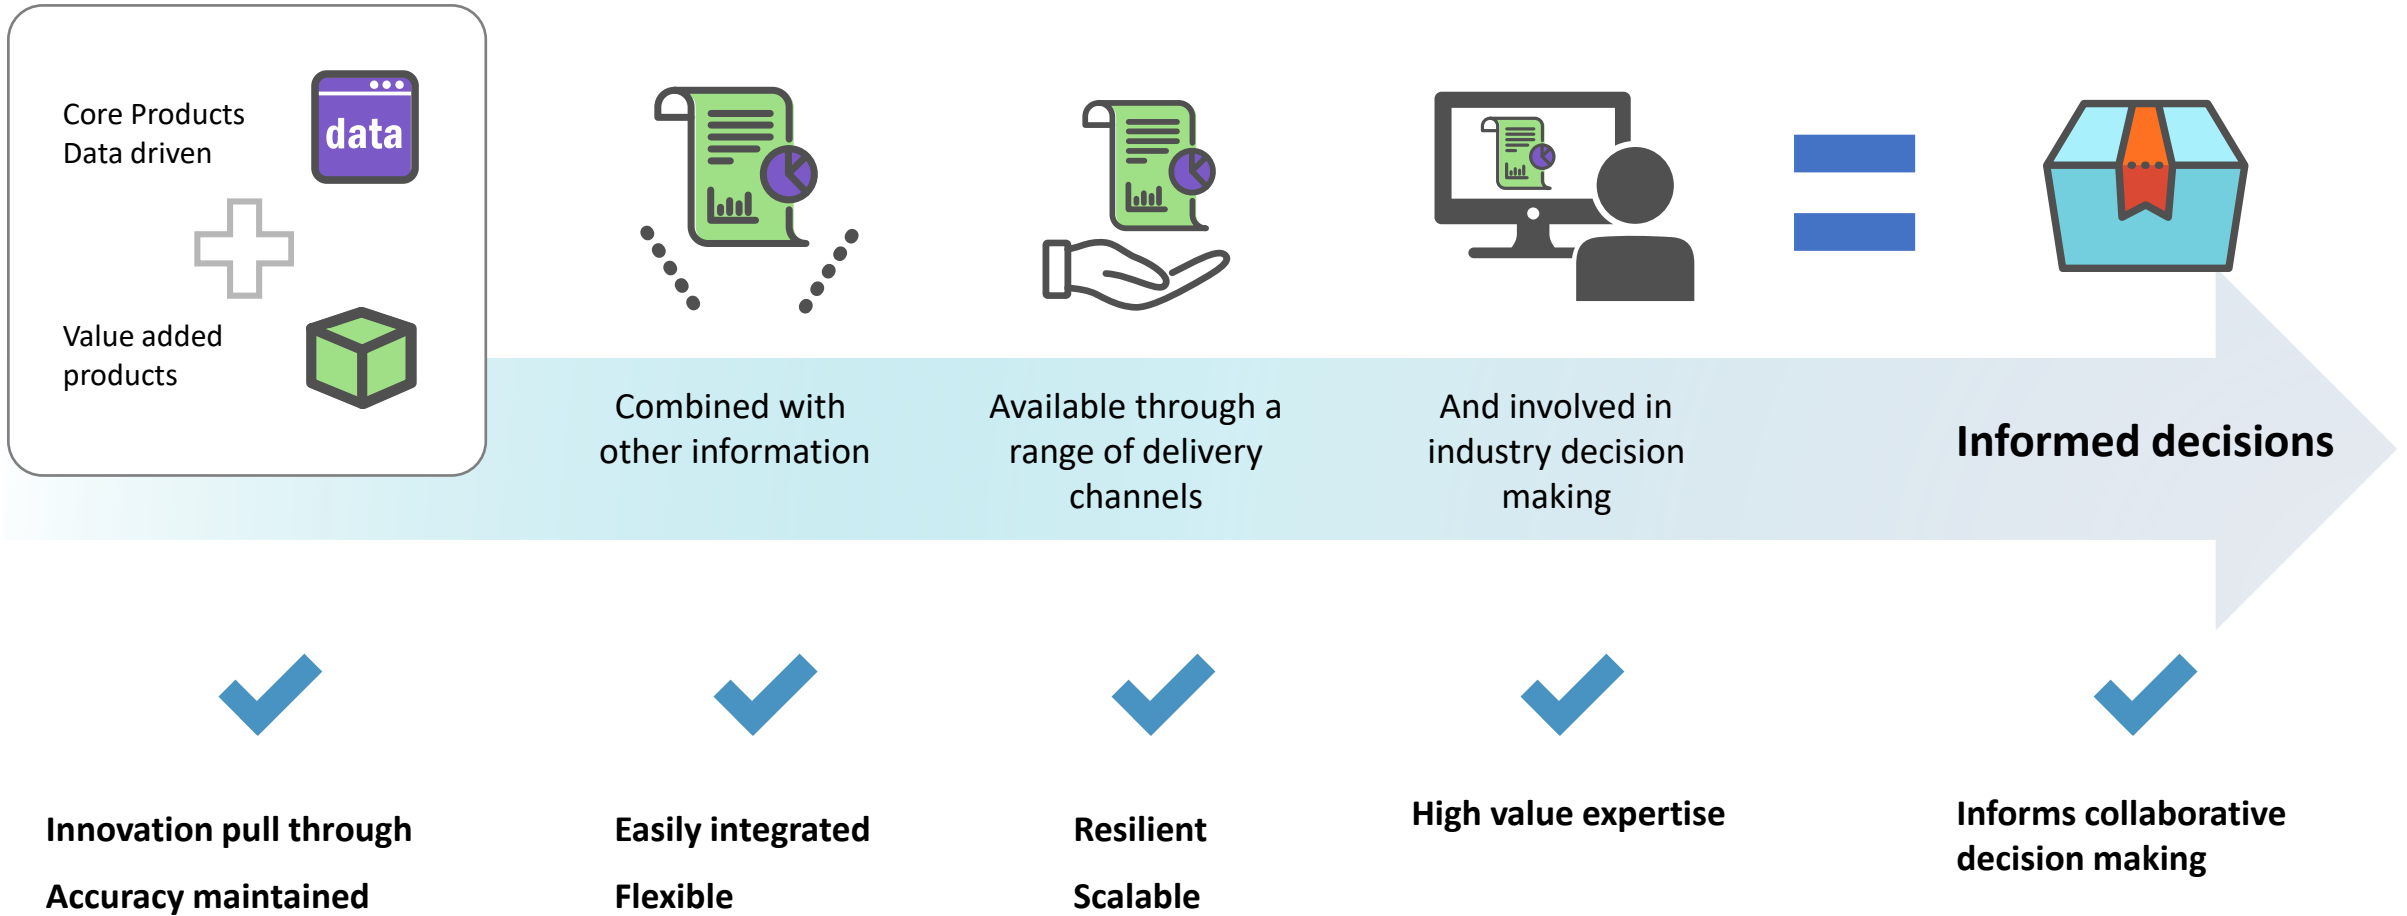 Core Products
Data driven
data
Value added
products
Combined with
other information
Available through a
range of delivery
channels
And involved in
industry decision
making
Informed decisions
Innovation pull through
Accuracy maintained
Easily integrated
Flexible
Resilient
Scalable
High value expertise
Informs collaborative
decision making